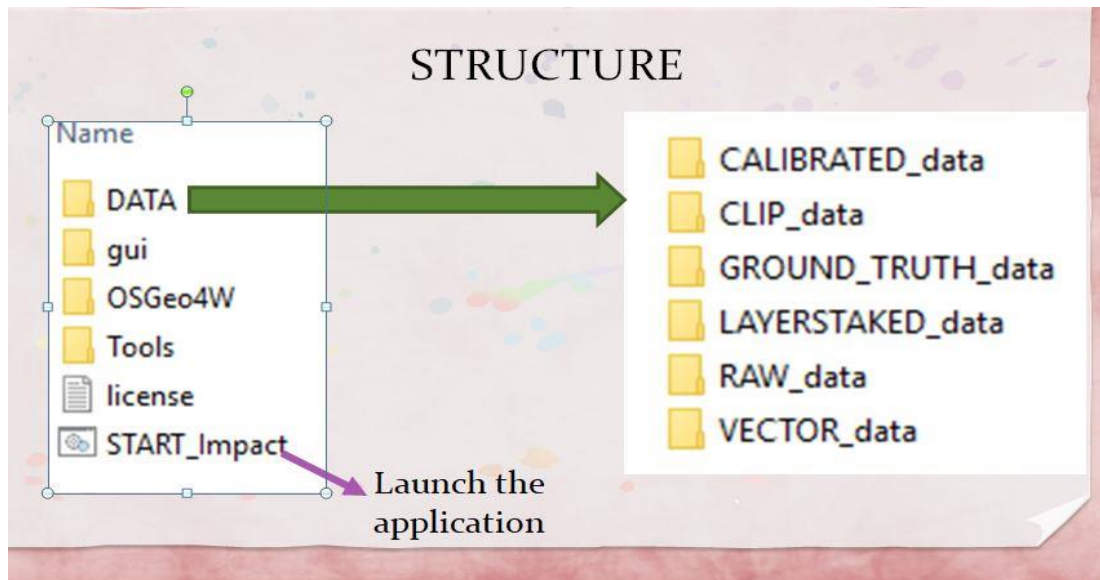 STRUCTURE
Name
DATA
gui
OSGeo4W
Tools
license
START_Impact
Launch the
application
CALIBRATED_data
CLIP_data
GROUND_TRUTH_data
LAYERSTAKED_data
RAW_data
VECTOR_data